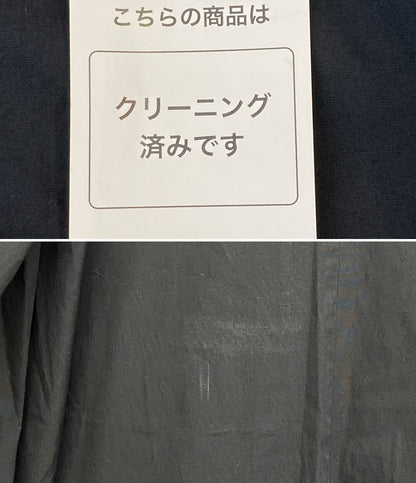 こちらの商品は
クリーニング
済みです